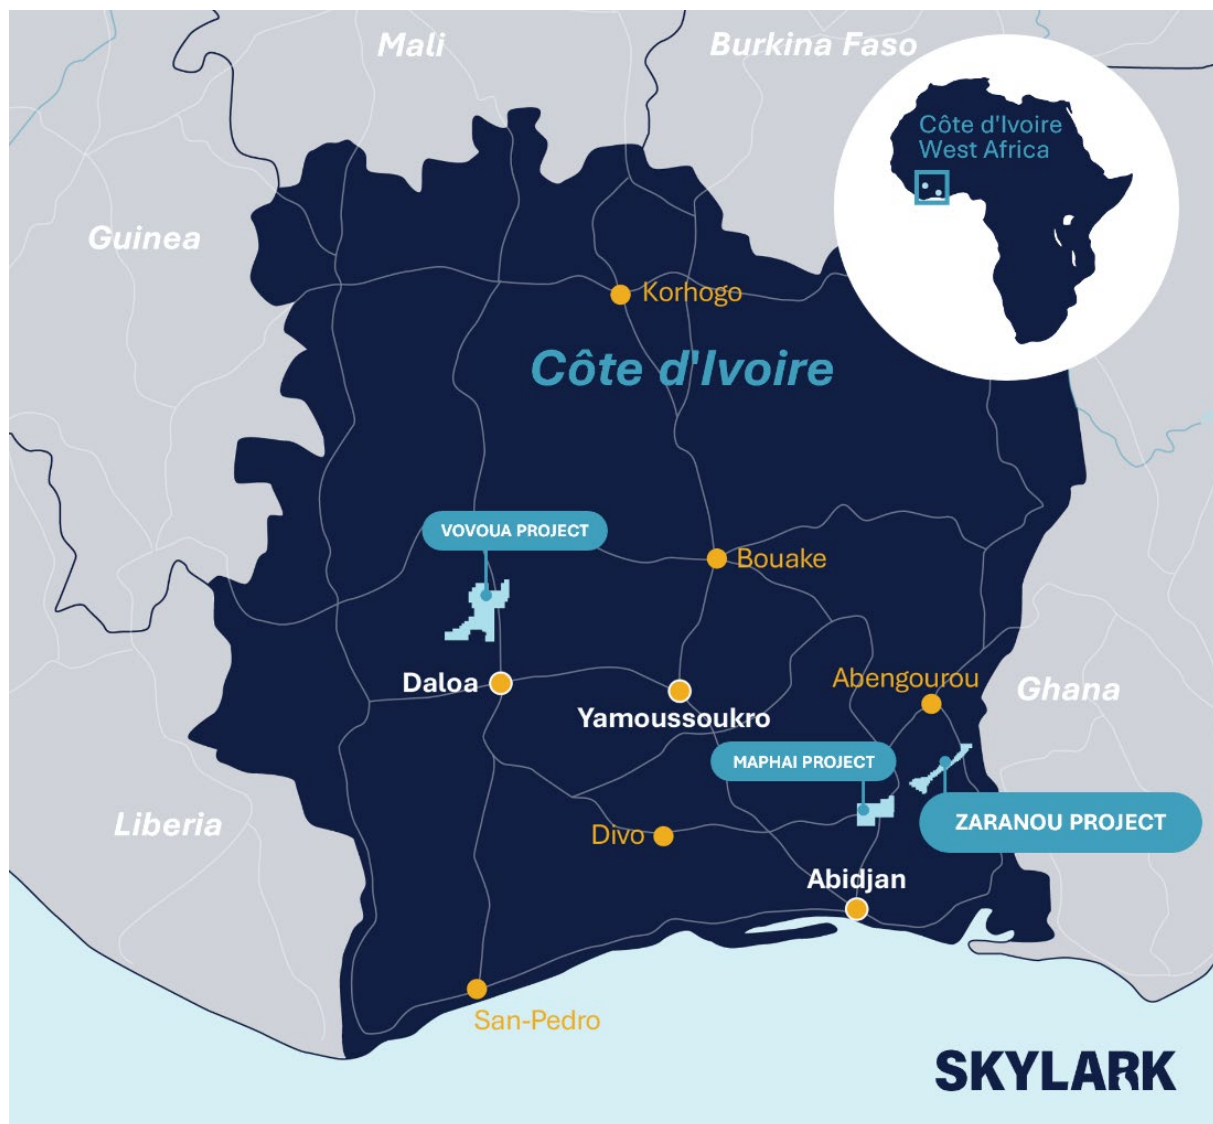 Mali
Burkina Faso
Côte d'Ivoire
West Africa
Guinea
Korhogo
Côte d'Ivoire
VOVOUA PROJECT
Bouake
Daloa
Yamoussoukro
Abengourou
Ghana
MAPHAI PROJECT
ZARANOU PROJECT
Liberia
Divo
Abidjan
San-Pedro
SKYLARK